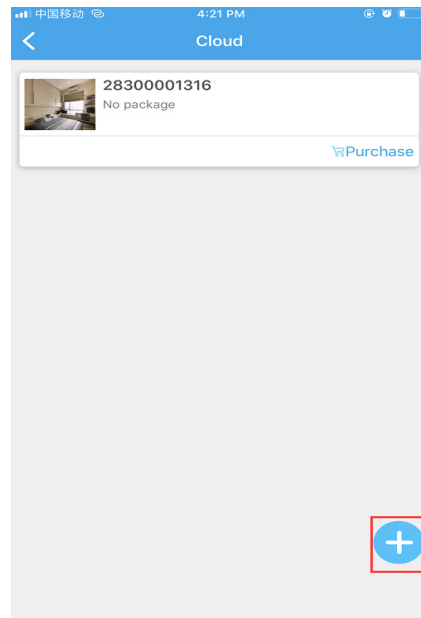 中国移动 4:21 PM
Cloud
28300001316
No package
Purchase